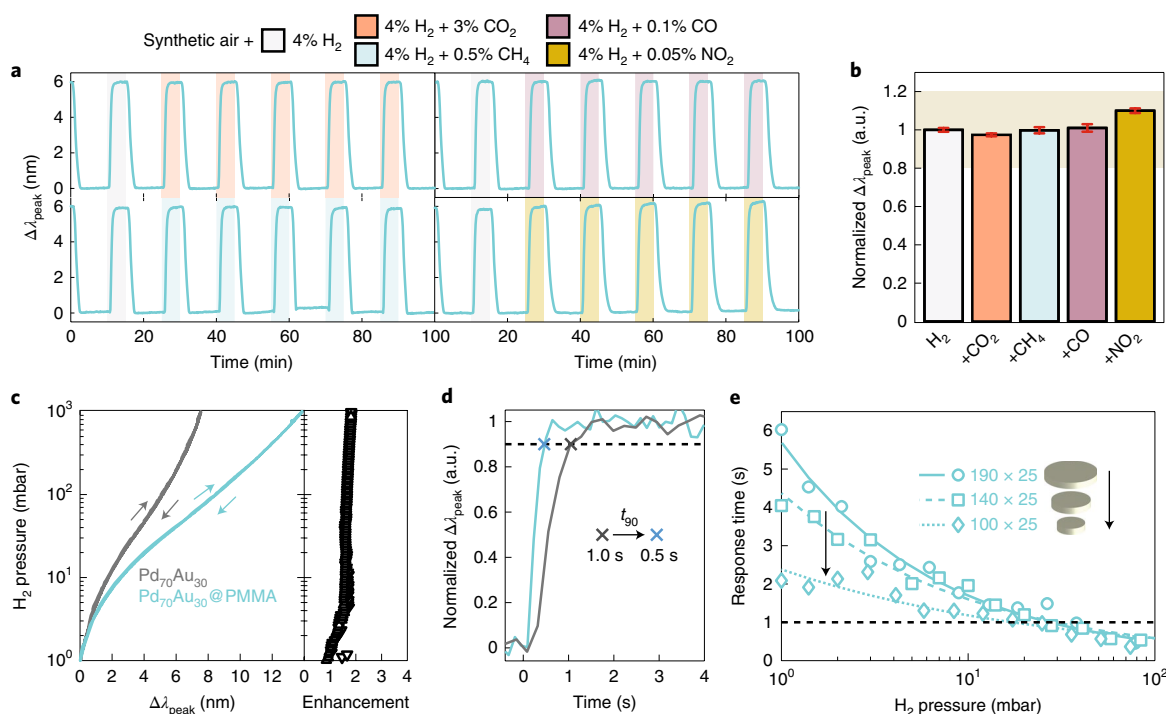 Synthetic air + 4% H₂
4% H₂ + 3% CO₂
4% H₂ + 0.1% CO
4% H₂ + 0.5% CH₄
4% H₂ + 0.05% NO₂
a
6
4
2
0
6
4
2
0
Δλpeak (nm)
0 20 40 60 80 100 0 20 40 60 80 100
Time (min)
Time (min)
b
1.2
1
0.8
0.6
0.4
0.2
0
Normalized Δλpeak (a.u.)
H₂
+CO₂
+CH₄
+CO
+NO₂
c
10³
10²
10¹
10⁰
H₂ pressure (mbar)
Pd₇₀Au₃₀
Pd₇₀Au₃₀@PMMA
0 2 4 6 8 10 12 0 1 2 3 4
Δλpeak (nm)
Enhancement
d
1
0.8
0.6
0.4
0.2
0
Normalized Δλpeak (a.u.)
t₉₀
1.0 s
0.5 s
0 1 2 3 4
Time (s)
e
7
6
5
4
3
2
1
0
Response time (s)
190 × 25
140 × 25
100 × 25
10⁰ 10¹ 10²
H₂ pressure (mbar)